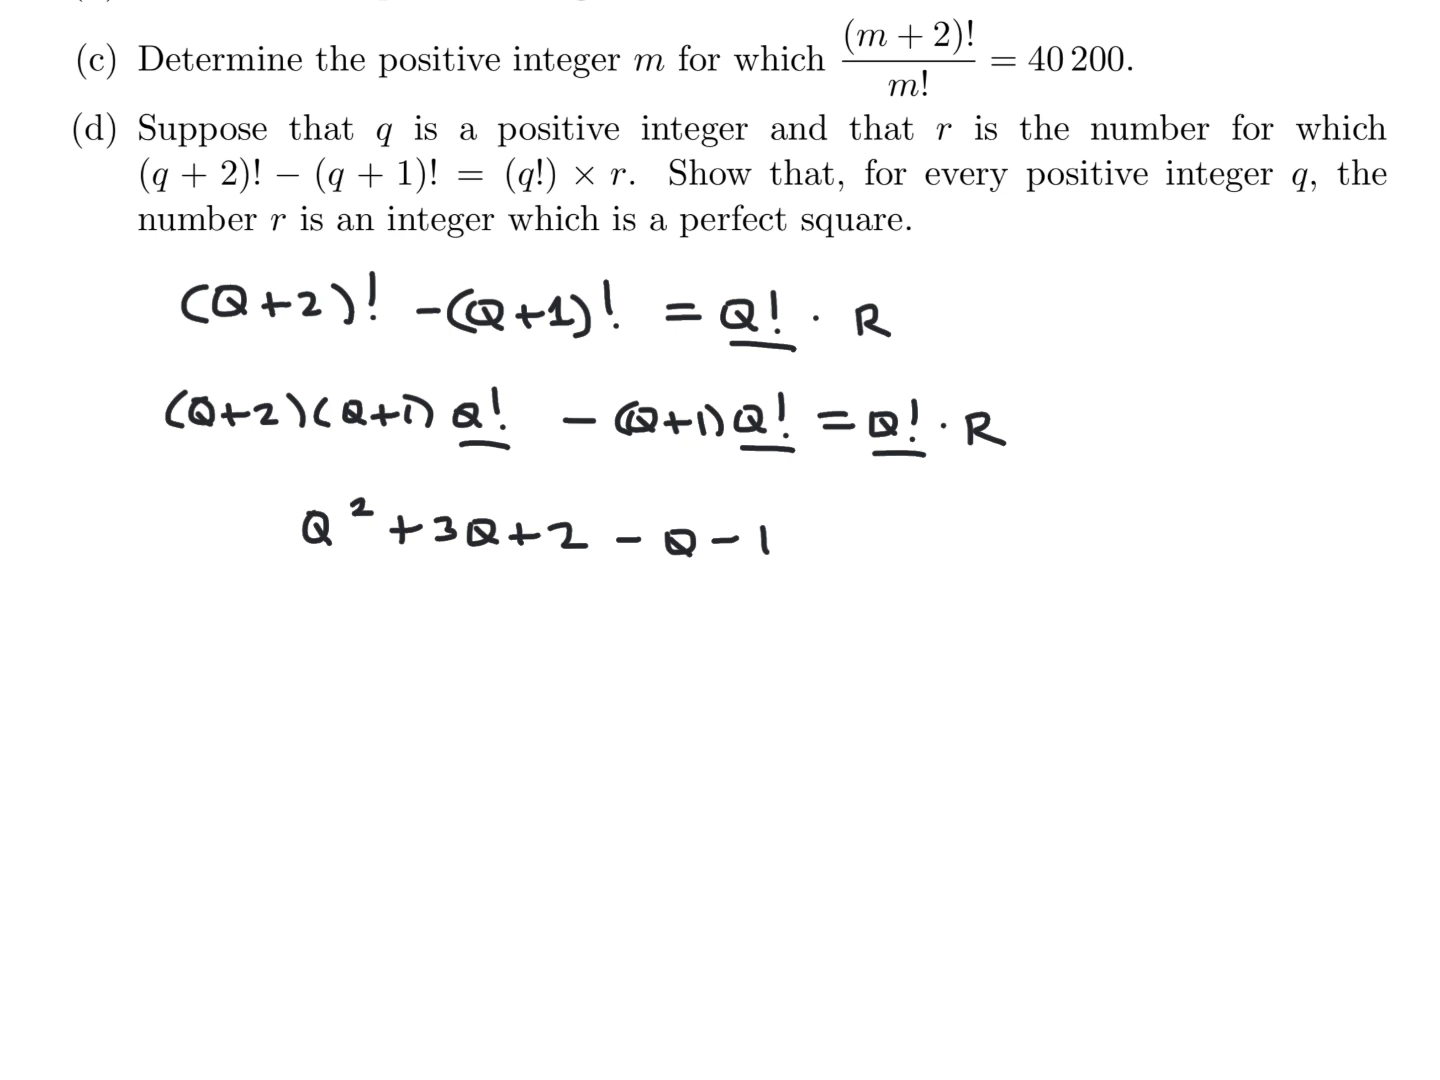 (c) Determine the positive integer m for which (m + 2)!/m! = 40 200.
(d) Suppose that q is a positive integer and that r is the number for which
(q + 2)! − (q + 1)! = (q!) × r. Show that, for every positive integer q, the
number r is an integer which is a perfect square.
(Q+2)! -(Q+1)! = Q! · R
(Q+2)(Q+1) Q! - (Q+1)Q! = Q! · R
Q² +3Q+2 - Q-1